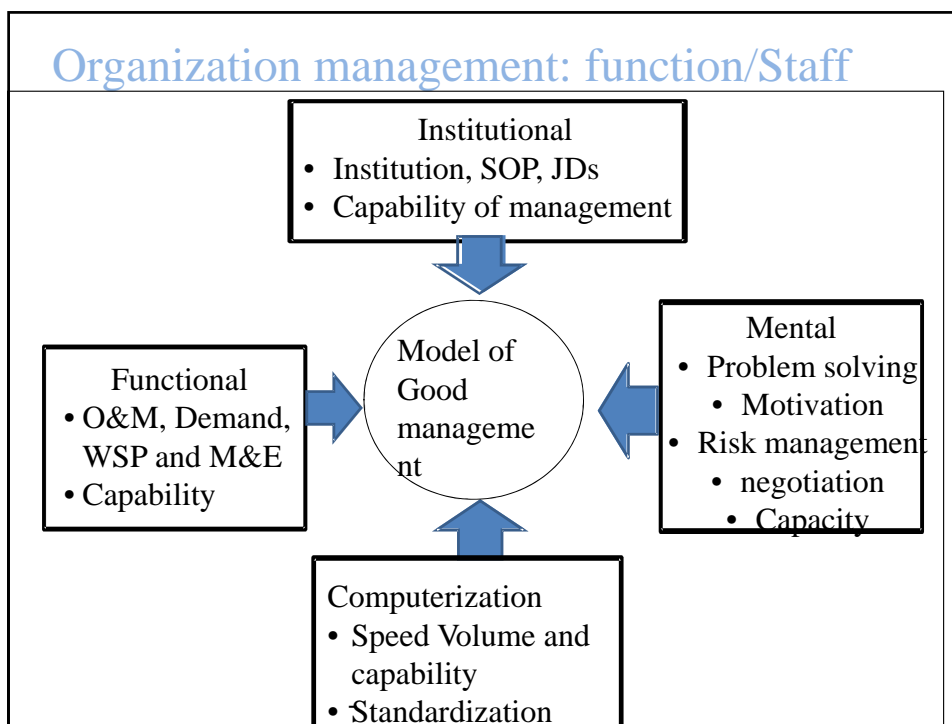 Organization management: function/Staff
Institutional
• Institution, SOP, JDs
• Capability of management
Model of
Good
manageme
nt
Functional
• O&M, Demand,
WSP and M&E
• Capability
Mental
• Problem solving
• Motivation
• Risk management
• negotiation
• Capacity
Computerization
• Speed Volume and
capability
• Standardization